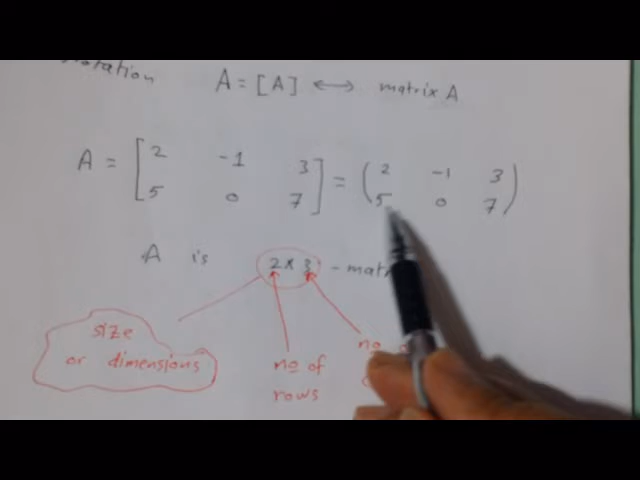 notation
A = [A] ⟷ matrix A
A = [ 2 -1 3 ] = ( 2 -1 3 )
[ 5 0 7 ] ( 5 0 7 )
A is 2 × 3 - mat
size
or dimensions
no of
rows
no